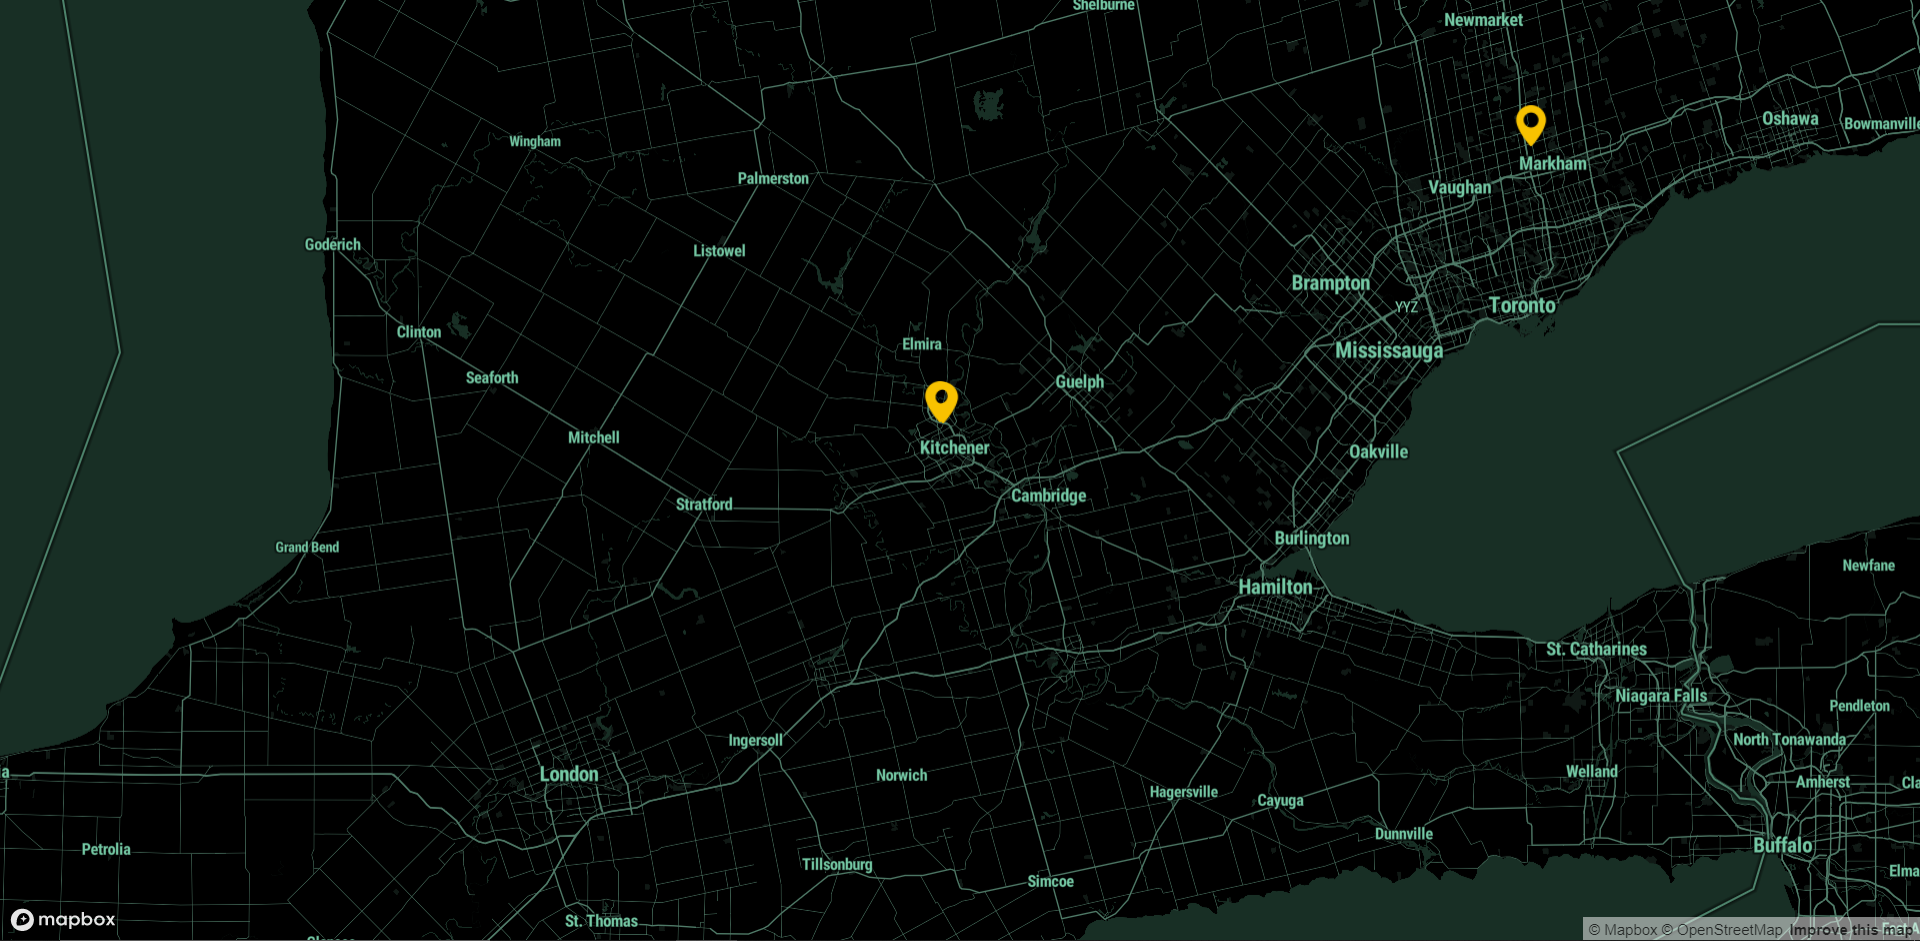 Shelburne
Newmarket
Oshawa
Bowmanville
Wingham
Markham
Palmerston
Vaughan
Goderich
Listowel
Brampton
YYZ
Toronto
Clinton
Elmira
Mississauga
Seaforth
Guelph
Mitchell
Kitchener
Oakville
Cambridge
Stratford
Burlington
Grand Bend
Newfane
Hamilton
St. Catharines
Niagara Falls
Pendleton
Ingersoll
North Tonawanda
London
Norwich
Welland
Amherst
Cla
ia
Hagersville
Cayuga
Dunnville
Petrolia
Buffalo
Tillsonburg
Elma
Simcoe
mapbox
St. Thomas
© Mapbox © OpenStreetMap Improve this map